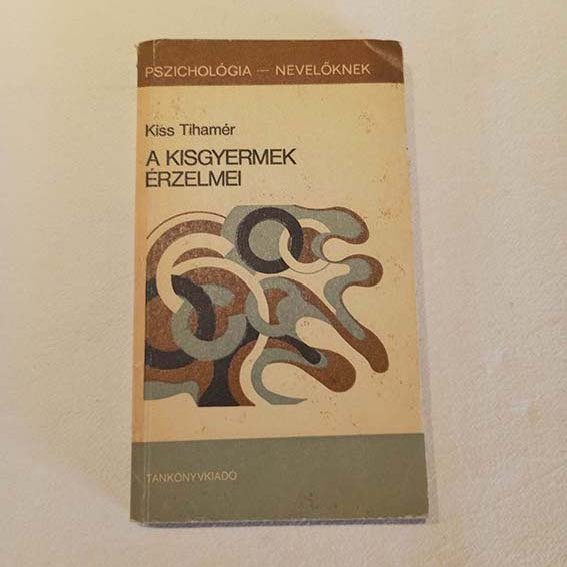 PSZICHOLÓGIA — NEVELŐKNEK
Kiss Tihamér
A KISGYERMEK
ÉRZELMEI
TANKÖNYVKIADÓ